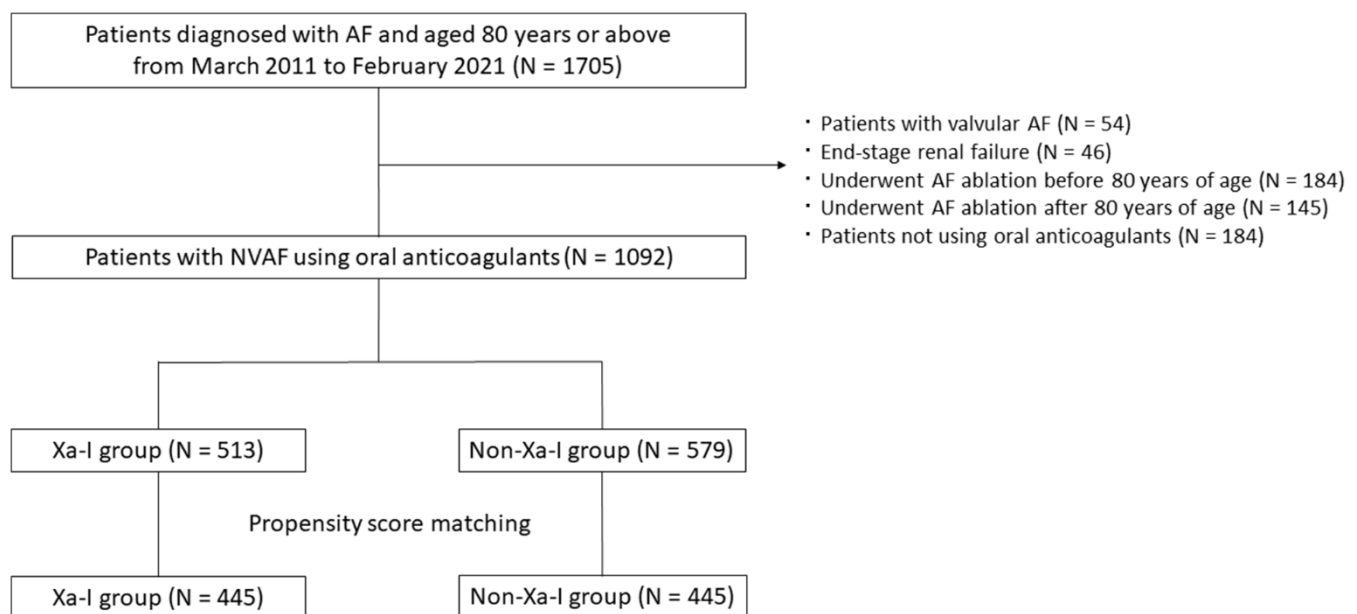 Patients diagnosed with AF and aged 80 years or above
from March 2011 to February 2021 (N = 1705)
・ Patients with valvular AF (N = 54)
・ End-stage renal failure (N = 46)
・ Underwent AF ablation before 80 years of age (N = 184)
・ Underwent AF ablation after 80 years of age (N = 145)
・ Patients not using oral anticoagulants (N = 184)
Patients with NVAF using oral anticoagulants (N = 1092)
Xa-I group (N = 513)
Non-Xa-I group (N = 579)
Propensity score matching
Xa-I group (N = 445)
Non-Xa-I group (N = 445)